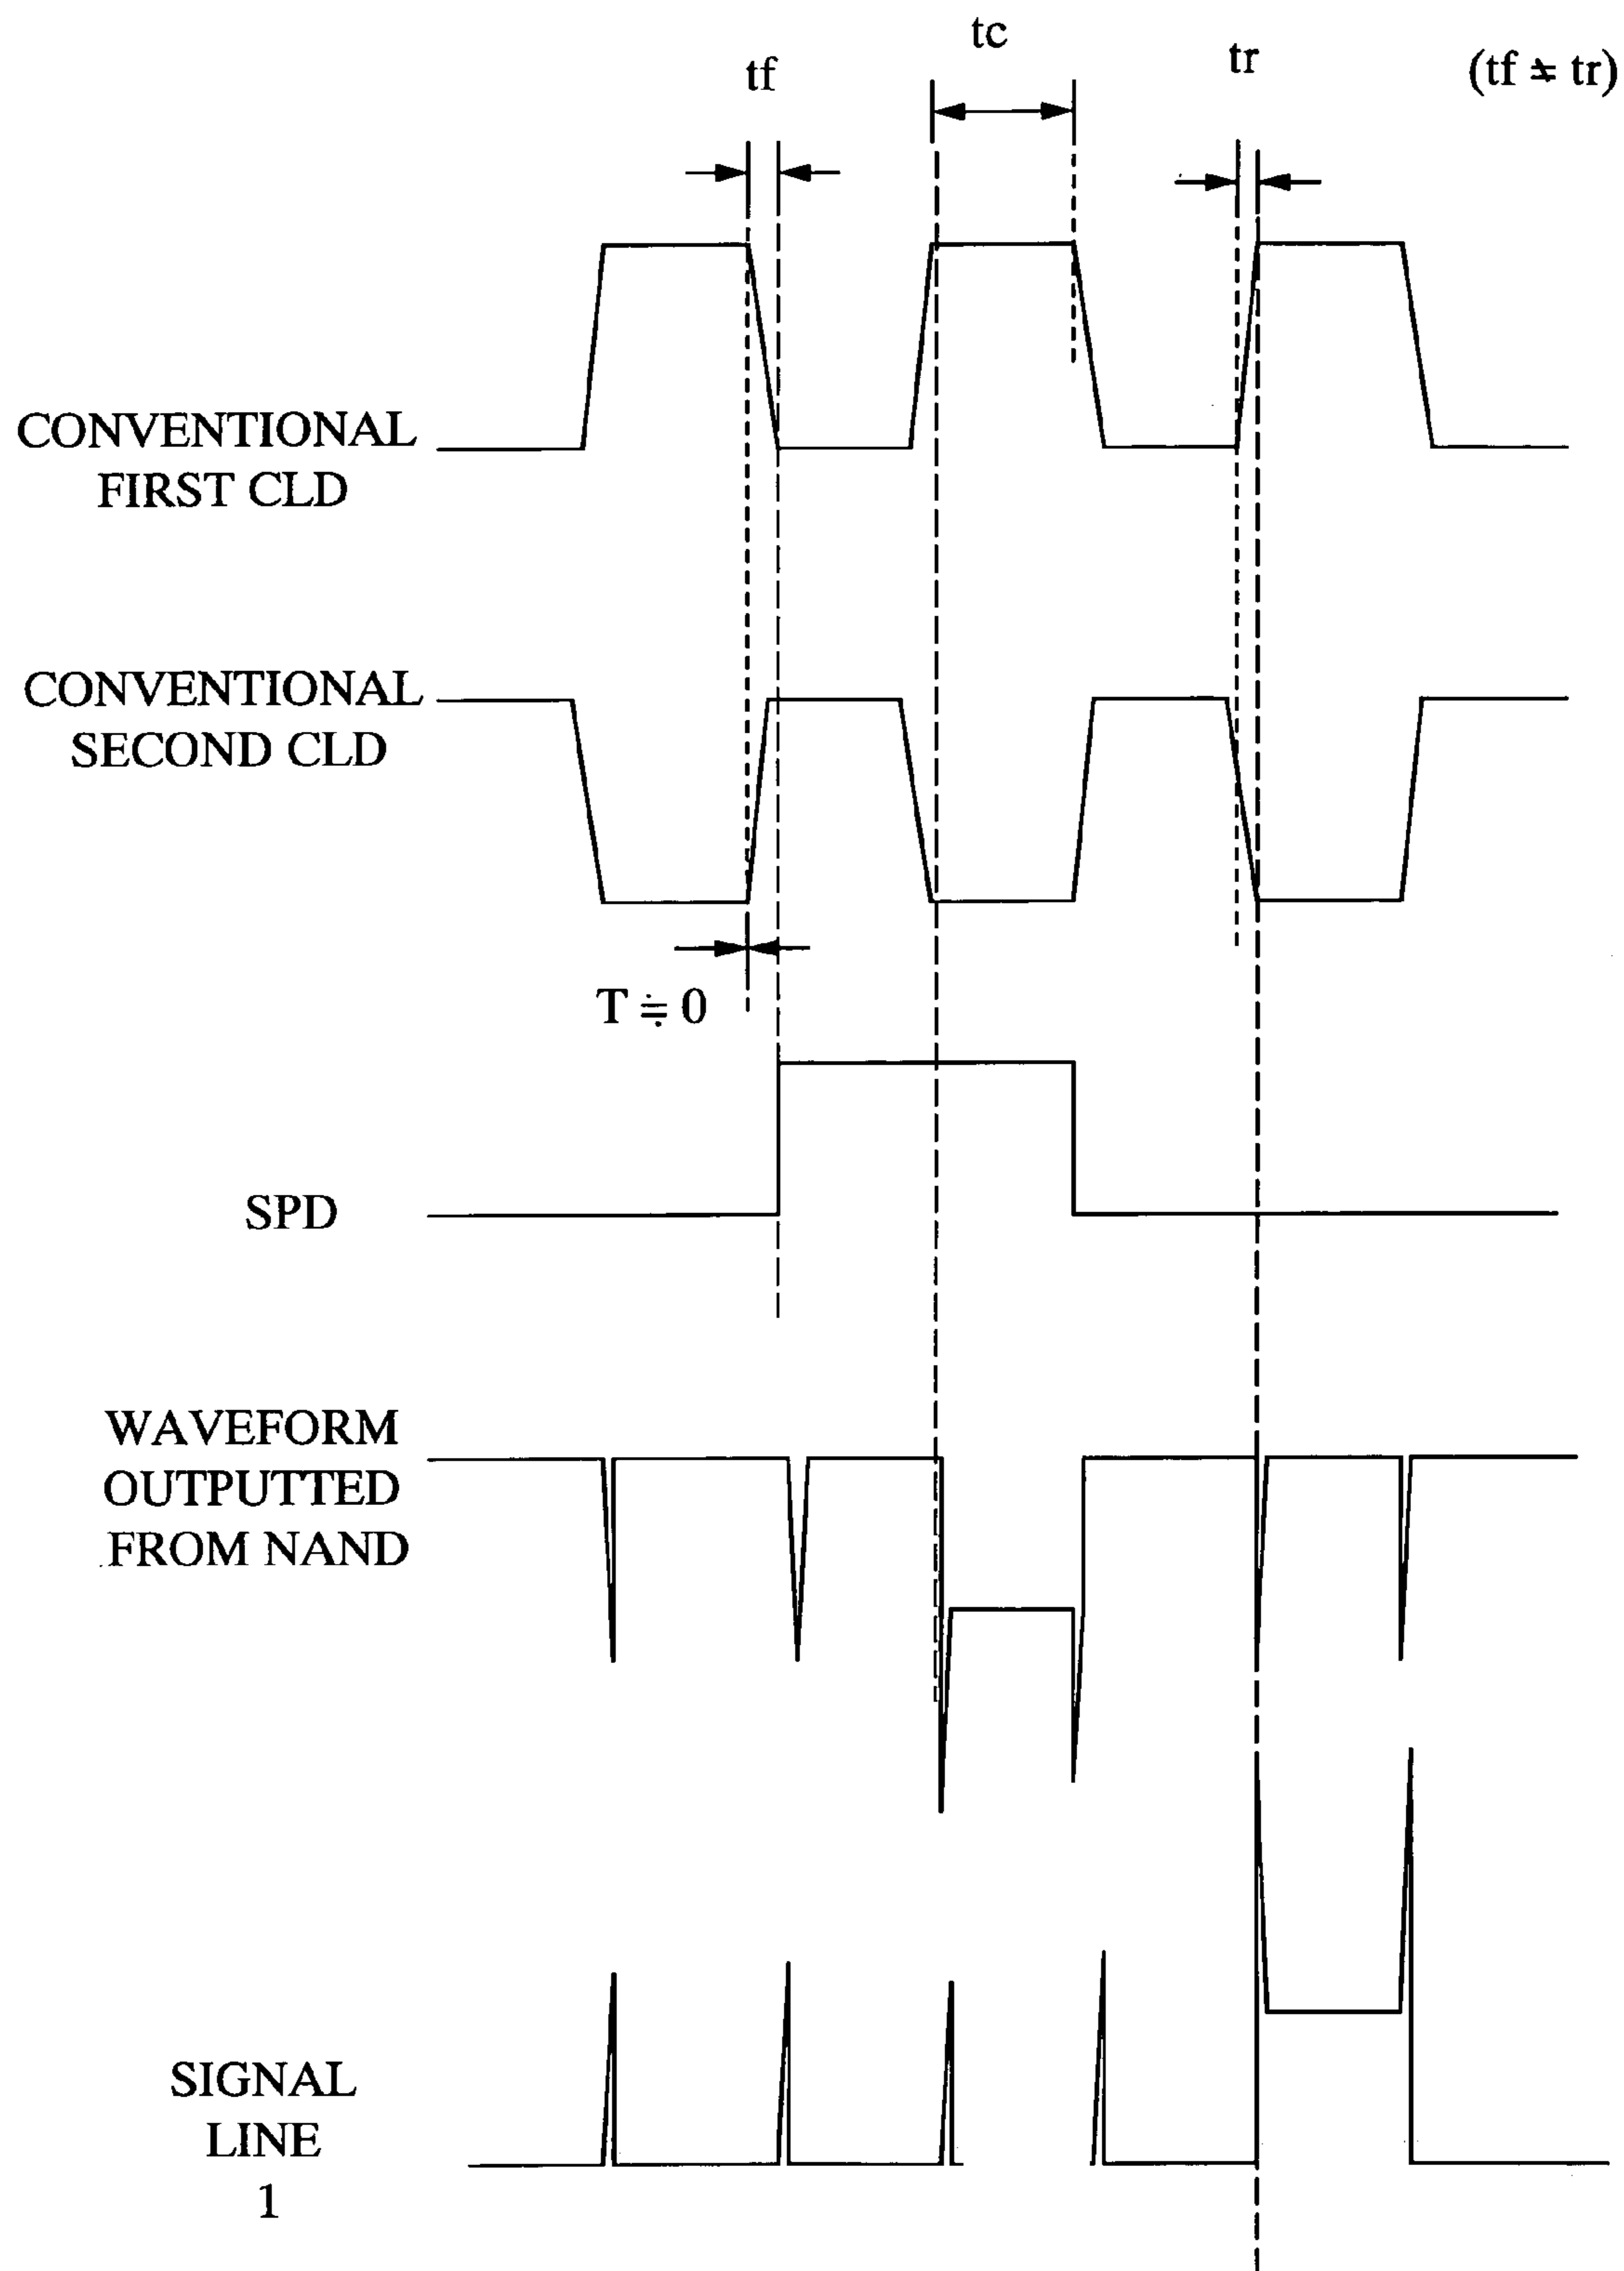 tc
tf
tr
(tf ≠ tr)
CONVENTIONAL
FIRST CLD
CONVENTIONAL
SECOND CLD
T ≒ 0
SPD
WAVEFORM
OUTPUTTED
FROM NAND
SIGNAL
LINE
1